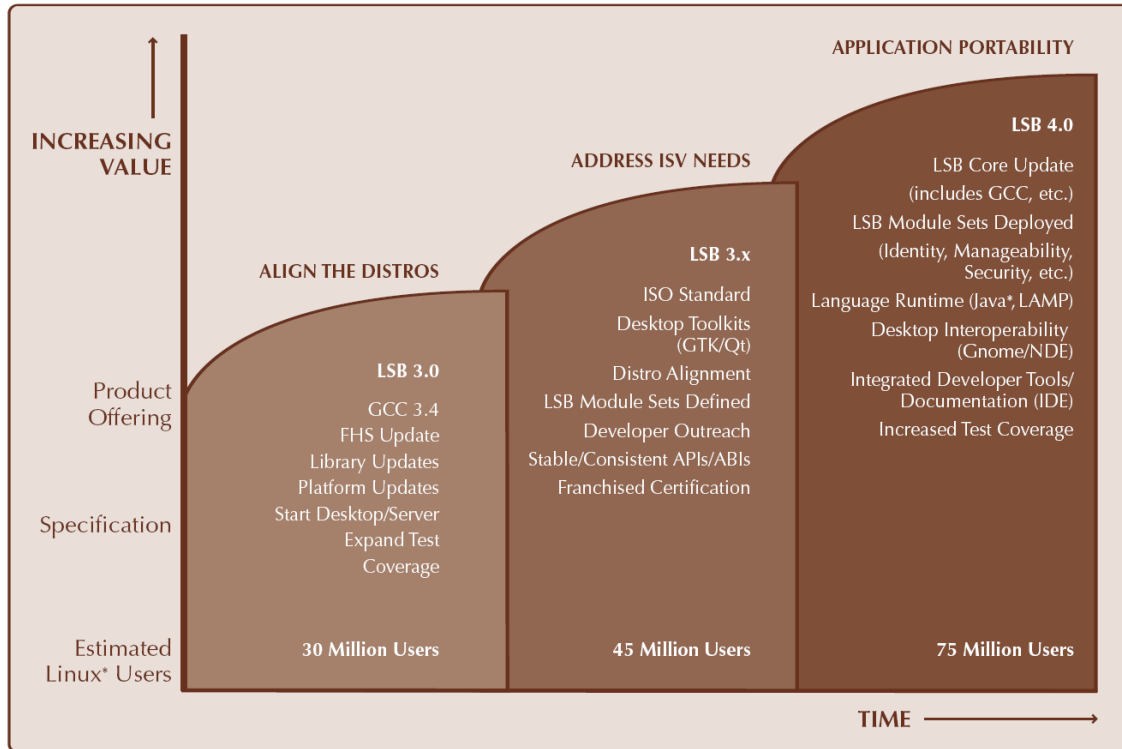 INCREASING
VALUE
Product
Offering
Specification
Estimated
Linux* Users
ALIGN THE DISTROS
LSB 3.0
GCC 3.4
FHS Update
Library Updates
Platform Updates
Start Desktop/Server
Expand Test
Coverage
30 Million Users
ADDRESS ISV NEEDS
LSB 3.x
ISO Standard
Desktop Toolkits
(GTK/Qt)
Distro Alignment
LSB Module Sets Defined
Developer Outreach
Stable/Consistent APIs/ABIs
Franchised Certification
45 Million Users
APPLICATION PORTABILITY
LSB 4.0
LSB Core Update
(includes GCC, etc.)
LSB Module Sets Deployed
(Identity, Manageability,
Security, etc.)
Language Runtime (Java*, LAMP)
Desktop Interoperability
(Gnome/NDE)
Integrated Developer Tools/
Documentation (IDE)
Increased Test Coverage
75 Million Users
TIME